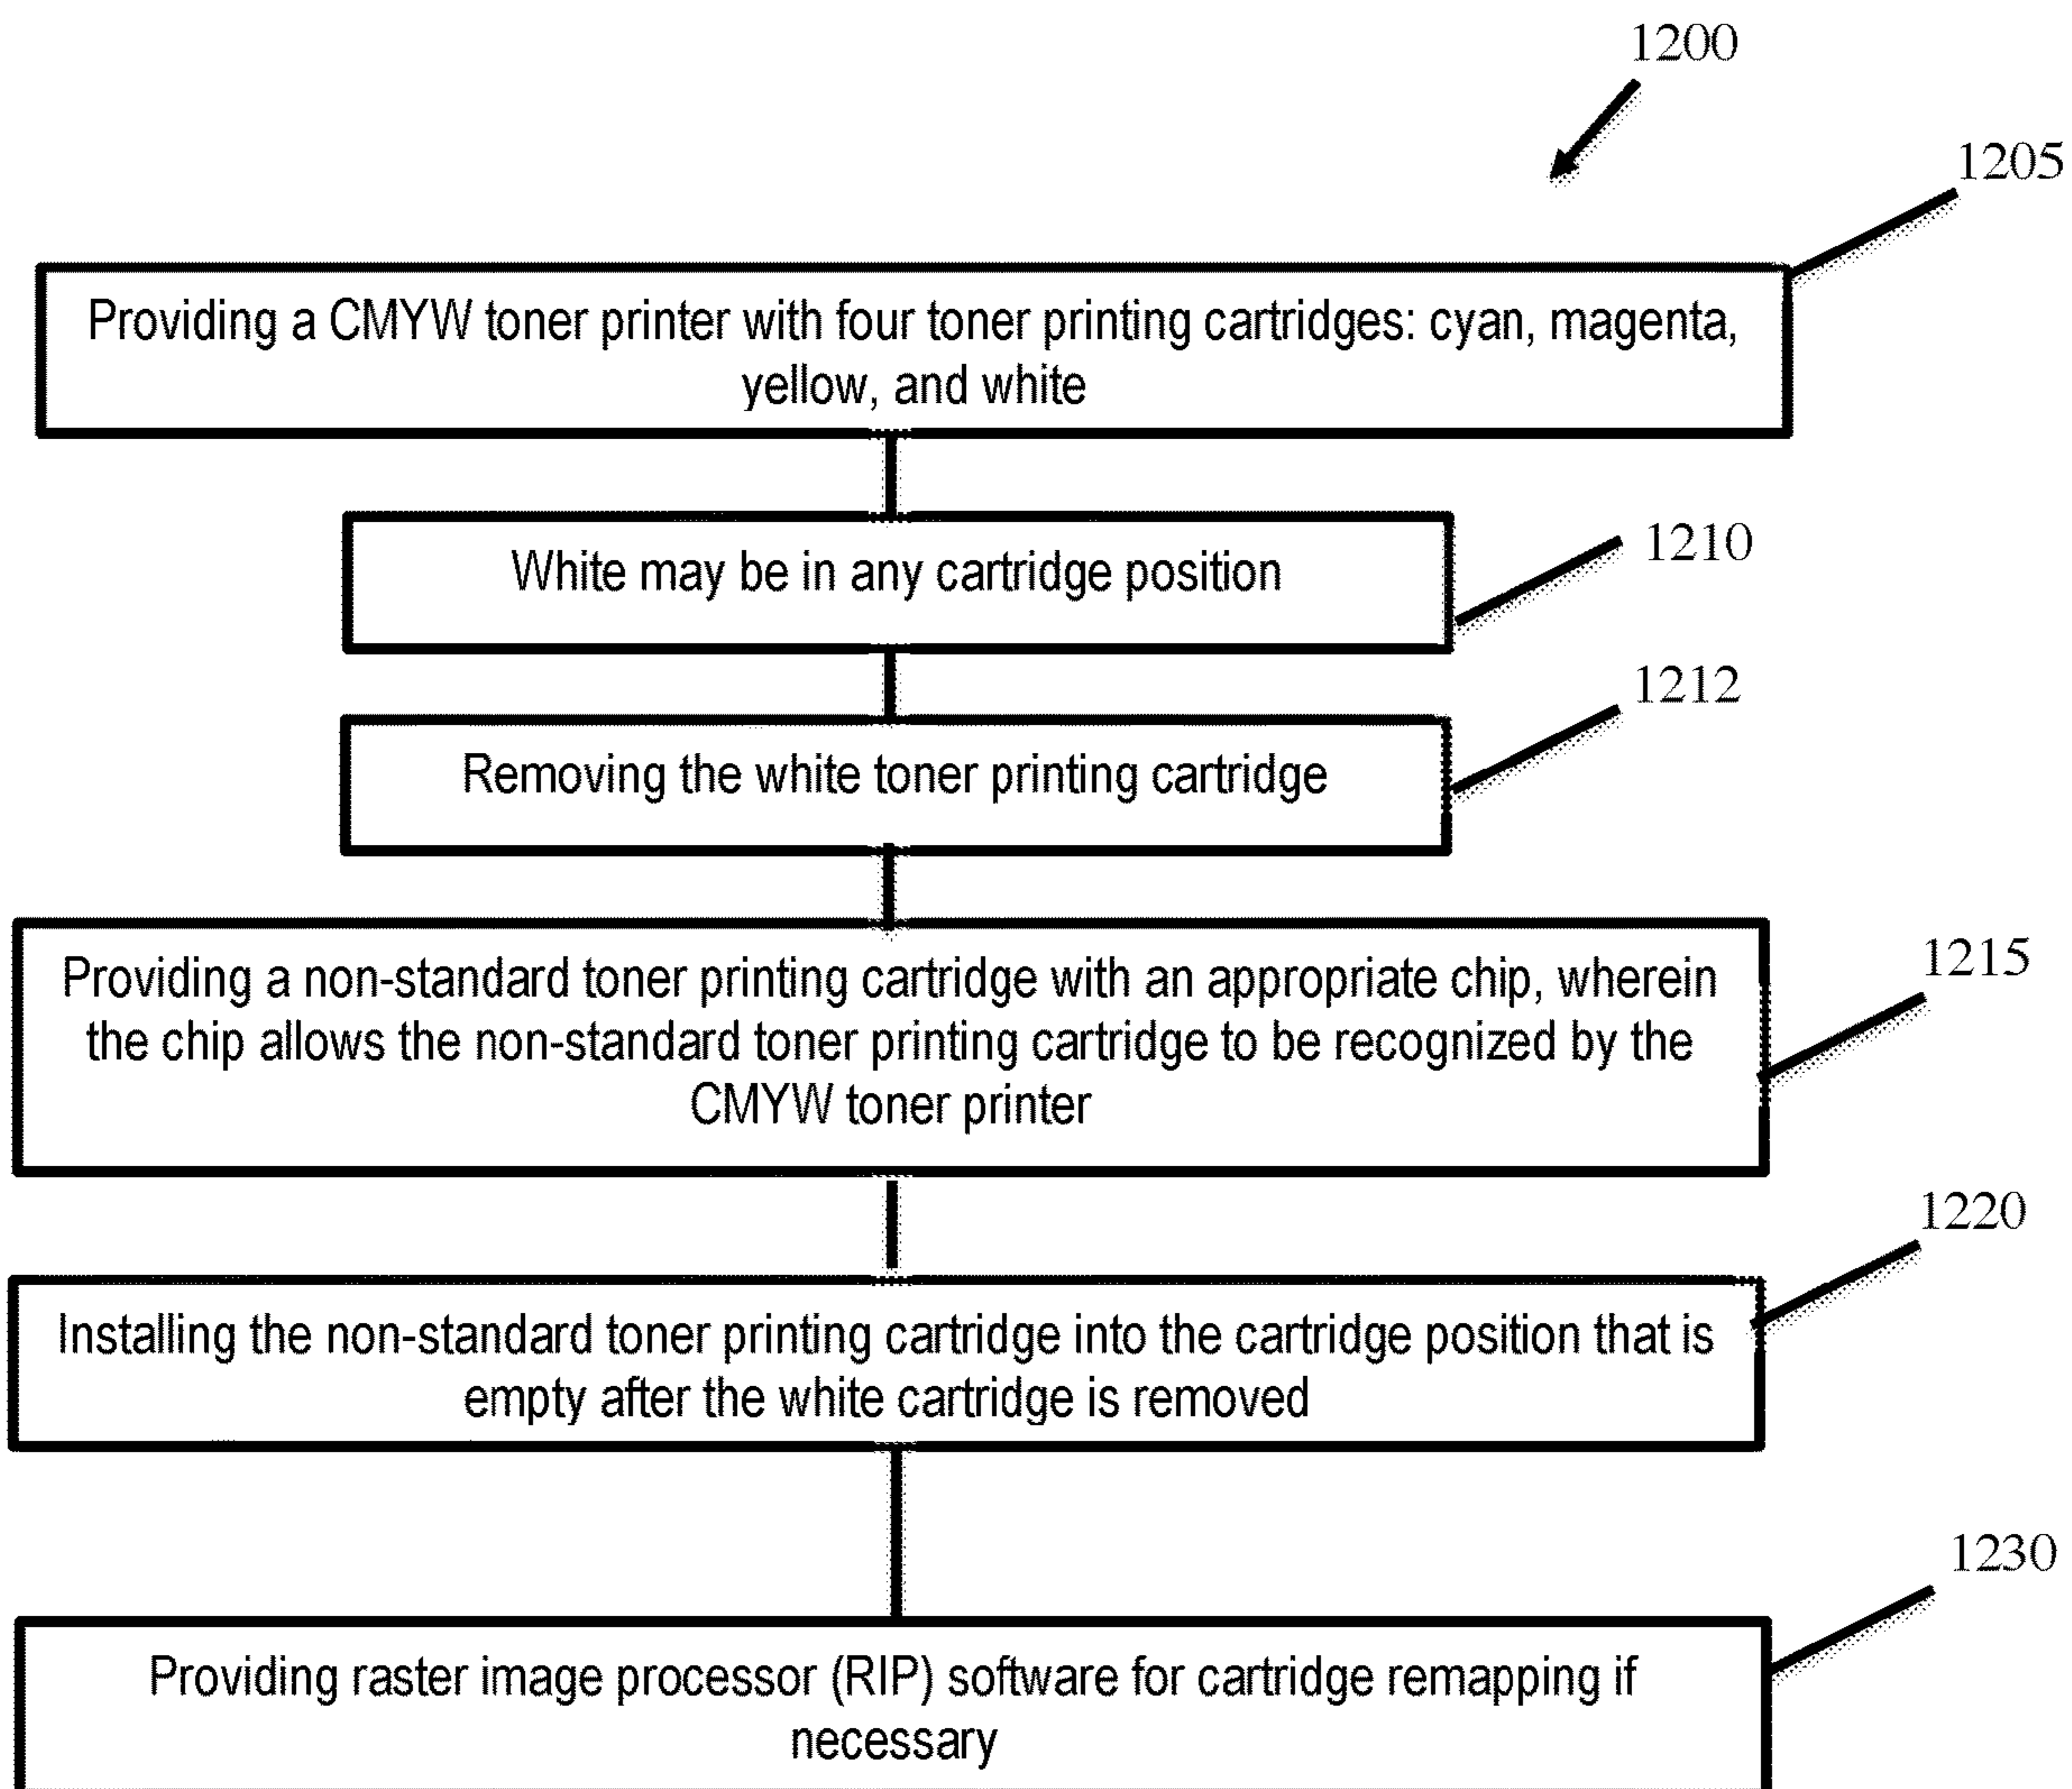 1200
1205
Providing a CMYW toner printer with four toner printing cartridges: cyan, magenta,
yellow, and white
White may be in any cartridge position
1210
1212
Removing the white toner printing cartridge
1215
Providing a non-standard toner printing cartridge with an appropriate chip, wherein
the chip allows the non-standard toner printing cartridge to be recognized by the
CMYW toner printer
1220
Installing the non-standard toner printing cartridge into the cartridge position that is
empty after the white cartridge is removed
1230
Providing raster image processor (RIP) software for cartridge remapping if
necessary